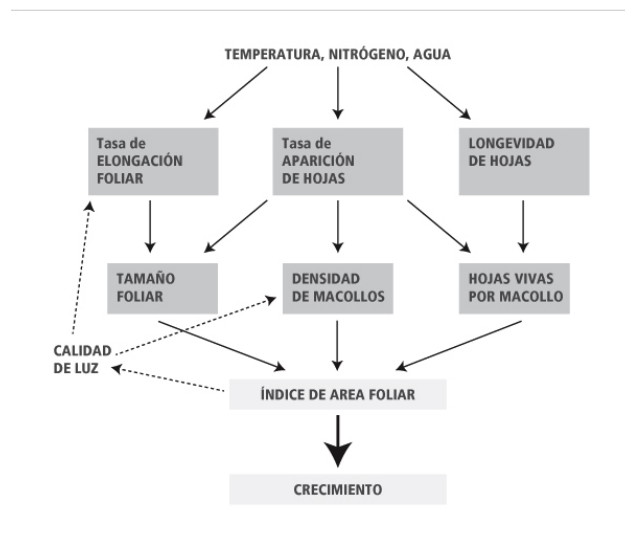 TEMPERATURA, NITRÓGENO, AGUA
Tasa de
ELONGACIÓN
FOLIAR
Tasa de
APARICIÓN
DE HOJAS
LONGEVIDAD
DE HOJAS
TAMAÑO
FOLIAR
DENSIDAD
DE MACOLLOS
HOJAS VIVAS
POR MACOLLO
CALIDAD
DE LUZ
ÍNDICE DE AREA FOLIAR
CRECIMIENTO